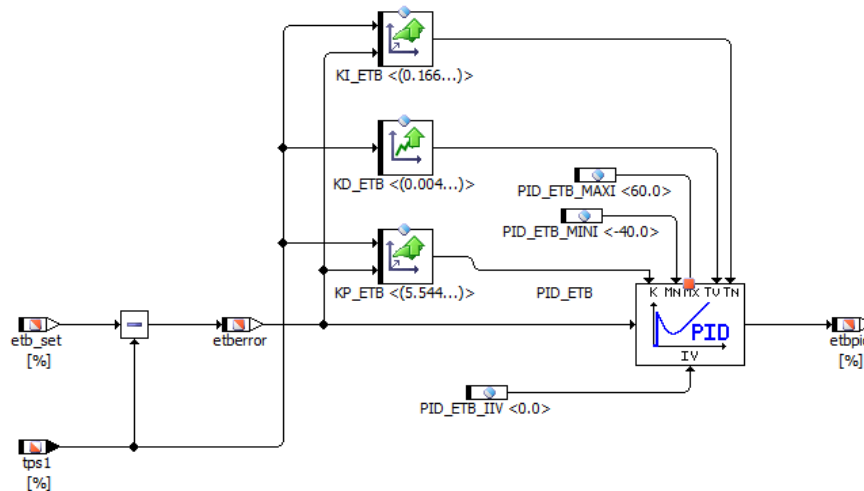 KI_ETB <(0.166...)>
KD_ETB <(0.004...)>
PID_ETB_MAXI <60.0>
PID_ETB_MINI <-40.0>
KP_ETB <(5.544...)>
PID_ETB
K MN MX TV TN
PID
IV
etb_set
[%]
etberror
etbpi
[%]
PID_ETB_IIV <0.0>
tps1
[%]